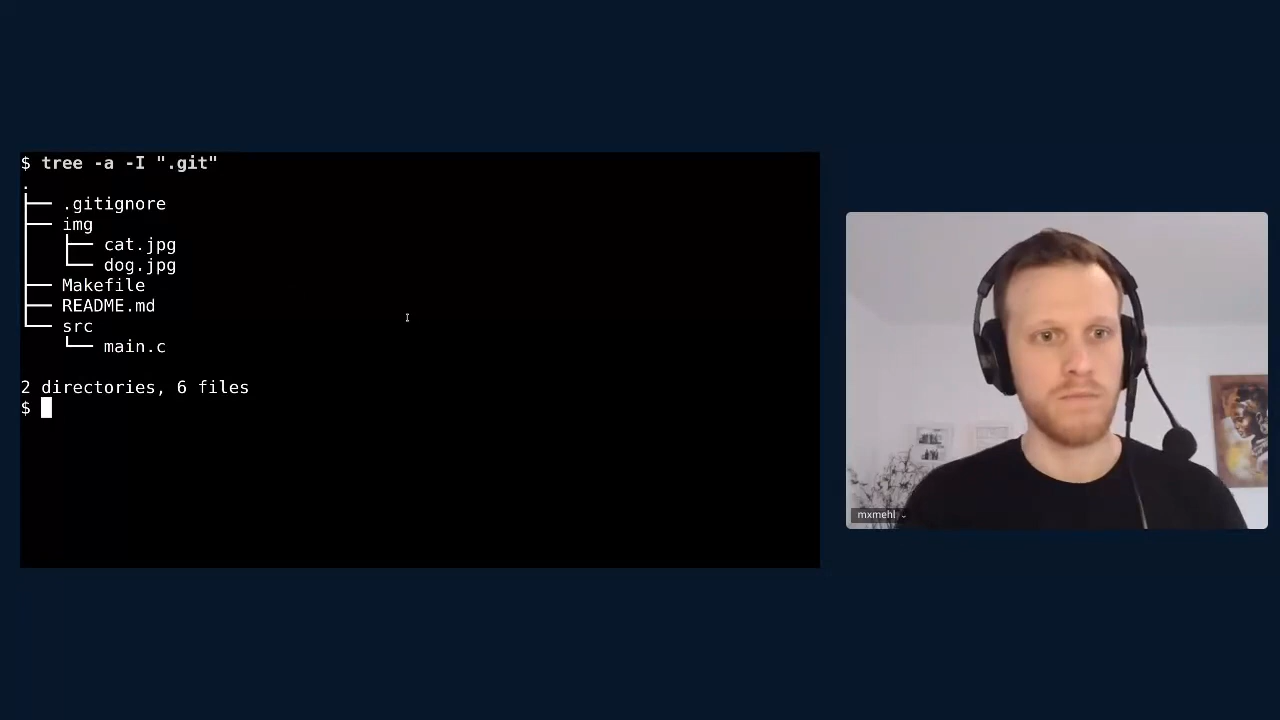 $ tree -a -I ".git"
.
├── .gitignore
├── img
│   ├── cat.jpg
│   └── dog.jpg
├── Makefile
├── README.md
└── src
    └── main.c
2 directories, 6 files
$
mxmehl